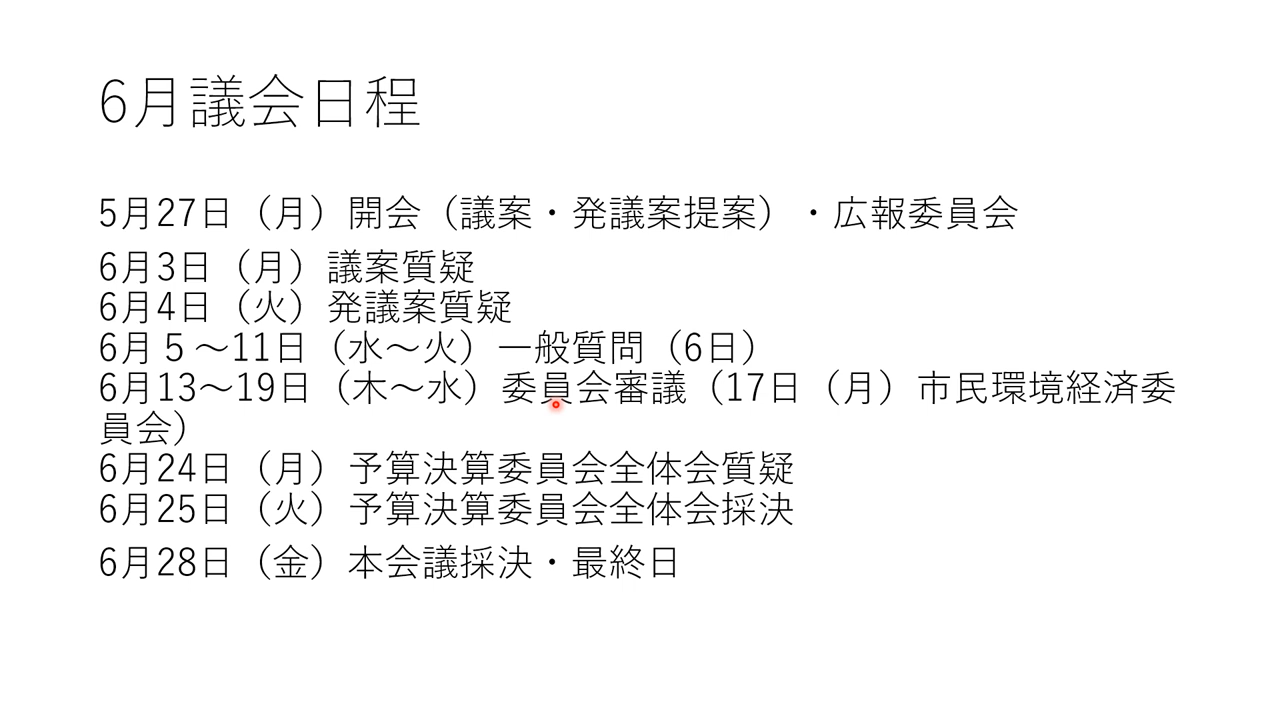 6月議会日程
5月27日（月）開会（議案・発議案提案）・広報委員会
6月3日（月）議案質疑
6月4日（火）発議案質疑
6月５～11日（水～火）一般質問（6日）
6月13～19日（木～水）委員会審議（17日（月）市民環境経済委
員会）
6月24日（月）予算決算委員会全体会質疑
6月25日（火）予算決算委員会全体会採決
6月28日（金）本会議採決・最終日